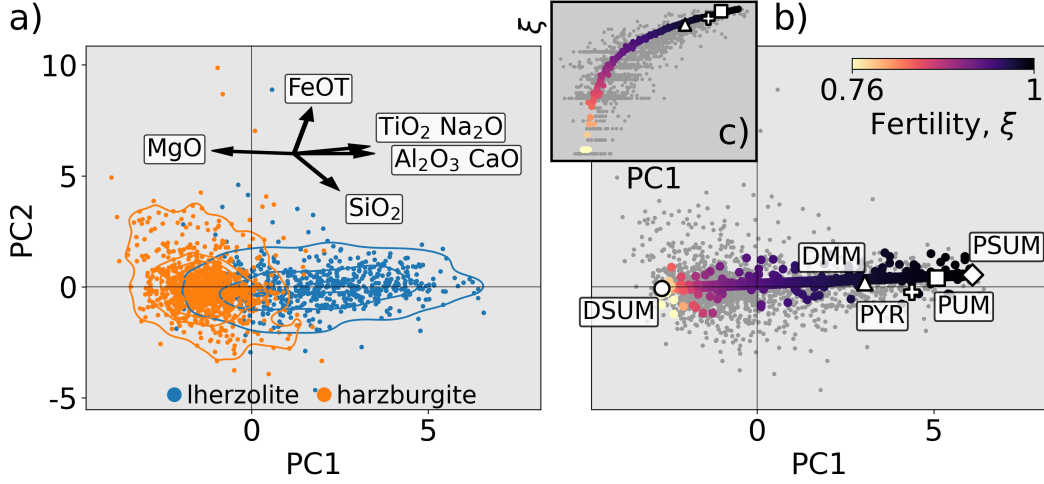 a)
10
5
0
-5
PC2
FeOT
TiO₂ Na₂O
MgO
Al₂O₃ CaO
SiO₂
lherzolite
harzburgite
0
5
PC1
ξ
c)
PC1
b)
0.76
1
Fertility, ξ
DSUM
DMM
PSUM
PYR
PUM
0
5
PC1